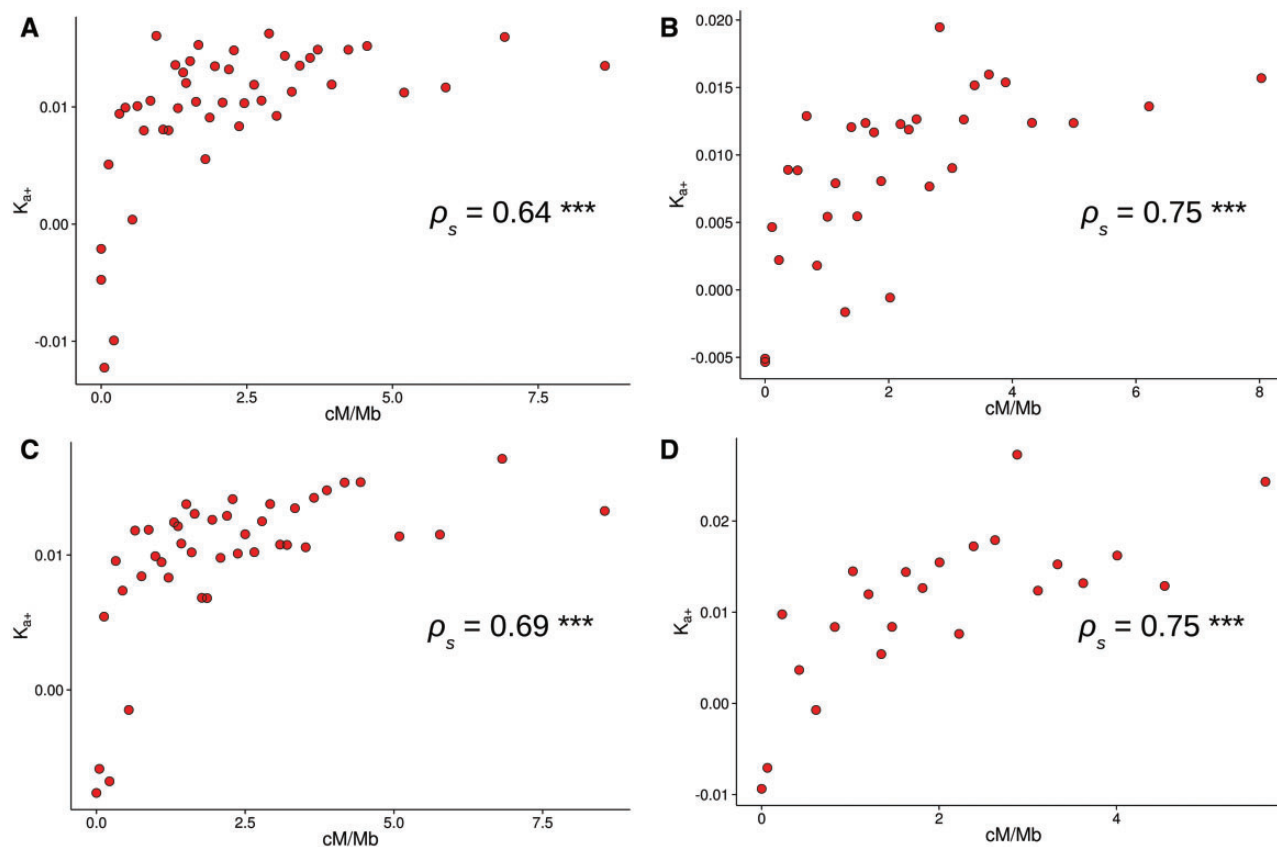 A
0.01
0.00
-0.01
Kₐ₊
ρₛ = 0.64 ***
0.0 2.5 5.0 7.5
cM/Mb
B
0.020
0.015
0.010
0.005
0.000
-0.005
Kₐ₊
ρₛ = 0.75 ***
0 2 4 6 8
cM/Mb
C
0.01
0.00
Kₐ₊
ρₛ = 0.69 ***
0.0 2.5 5.0 7.5
cM/Mb
D
0.02
0.01
0.00
-0.01
Kₐ₊
ρₛ = 0.75 ***
0 2 4
cM/Mb